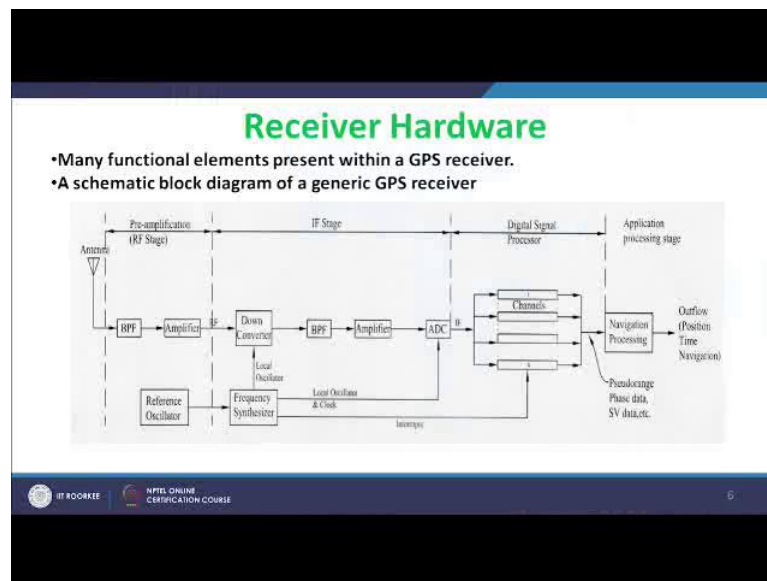 Receiver Hardware
•Many functional elements present within a GPS receiver.
•A schematic block diagram of a generic GPS receiver
Pre-amplification
(RF Stage)
IF Stage
Digital Signal
Processor
Application
processing stage
Antenna
BPF
Amplifier
RF
Down
Converter
BPF
Amplifier
ADC
IF
1
Channels
Navigation
Processing
Outflow
(Position
Time
Navigation)
Local
Oscillator
Reference
Oscillator
Frequency
Synthesizer
Local Oscillator
& Clock
Interrupt
Pseudorange
Phase data,
SV data,etc.
IIT ROORKEE
NPTEL ONLINE
CERTIFICATION COURSE
6